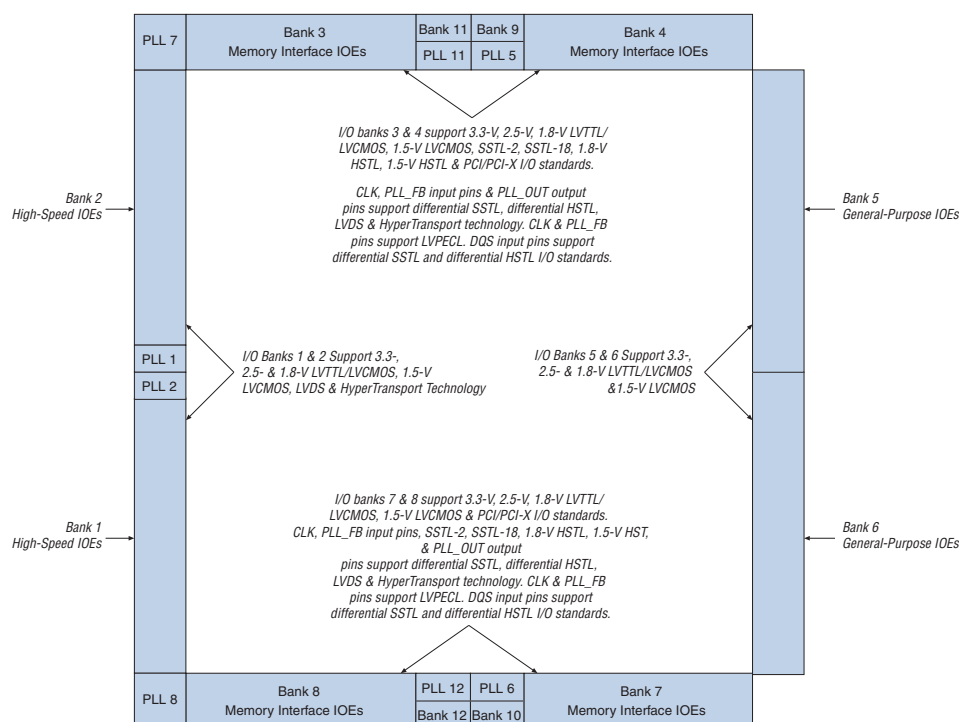 PLL 7
Bank 3
Memory Interface IOEs
Bank 11
Bank 9
PLL 11
PLL 5
Bank 4
Memory Interface IOEs
I/O banks 3 & 4 support 3.3-V, 2.5-V, 1.8-V LVTTL/
LVCMOS, 1.5-V LVCMOS, SSTL-2, SSTL-18, 1.8-V
HSTL, 1.5-V HSTL & PCI/PCI-X I/O standards.
CLK, PLL_FB input pins & PLL_OUT output
pins support differential SSTL, differential HSTL,
LVDS & HyperTransport technology. CLK & PLL_FB
pins support LVPECL. DQS input pins support
differential SSTL and differential HSTL I/O standards.
Bank 2
High-Speed IOEs
Bank 5
General-Purpose IOEs
PLL 1
PLL 2
I/O Banks 1 & 2 Support 3.3-,
2.5- & 1.8-V LVTTL/LVCMOS, 1.5-V
LVCMOS, LVDS & HyperTransport Technology
I/O Banks 5 & 6 Support 3.3-,
2.5- & 1.8-V LVTTL/LVCMOS
&1.5-V LVCMOS
Bank 1
High-Speed IOEs
Bank 6
General-Purpose IOEs
I/O banks 7 & 8 support 3.3-V, 2.5-V, 1.8-V LVTTL/
LVCMOS, 1.5-V LVCMOS & PCI/PCI-X I/O standards.
CLK, PLL_FB input pins, SSTL-2, SSTL-18, 1.8-V HSTL, 1.5-V HST,
& PLL_OUT output
pins support differential SSTL, differential HSTL,
LVDS & HyperTransport technology. CLK & PLL_FB
pins support LVPECL. DQS input pins support
differential SSTL and differential HSTL I/O standards.
PLL 8
Bank 8
Memory Interface IOEs
PLL 12
PLL 6
Bank 12
Bank 10
Bank 7
Memory Interface IOEs